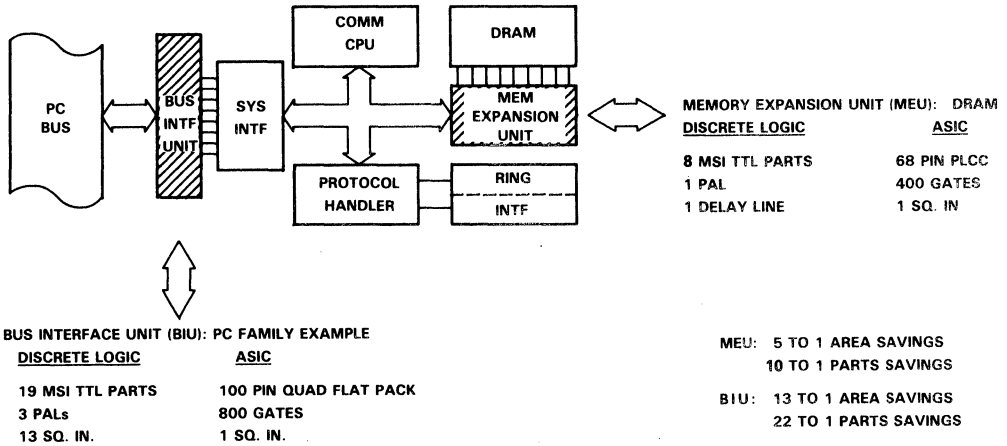 COMM
CPU
DRAM
PC
BUS
BUS
INTF
UNIT
SYS
INTF
MEM
EXPANSION
UNIT
PROTOCOL
HANDLER
RING
INTF
MEMORY EXPANSION UNIT (MEU): DRAM
DISCRETE LOGIC ASIC
8 MSI TTL PARTS 68 PIN PLCC
1 PAL 400 GATES
1 DELAY LINE 1 SQ. IN
BUS INTERFACE UNIT (BIU): PC FAMILY EXAMPLE
DISCRETE LOGIC ASIC
19 MSI TTL PARTS 100 PIN QUAD FLAT PACK
3 PALs 800 GATES
13 SQ. IN. 1 SQ. IN.
MEU: 5 TO 1 AREA SAVINGS
10 TO 1 PARTS SAVINGS
BIU: 13 TO 1 AREA SAVINGS
22 TO 1 PARTS SAVINGS